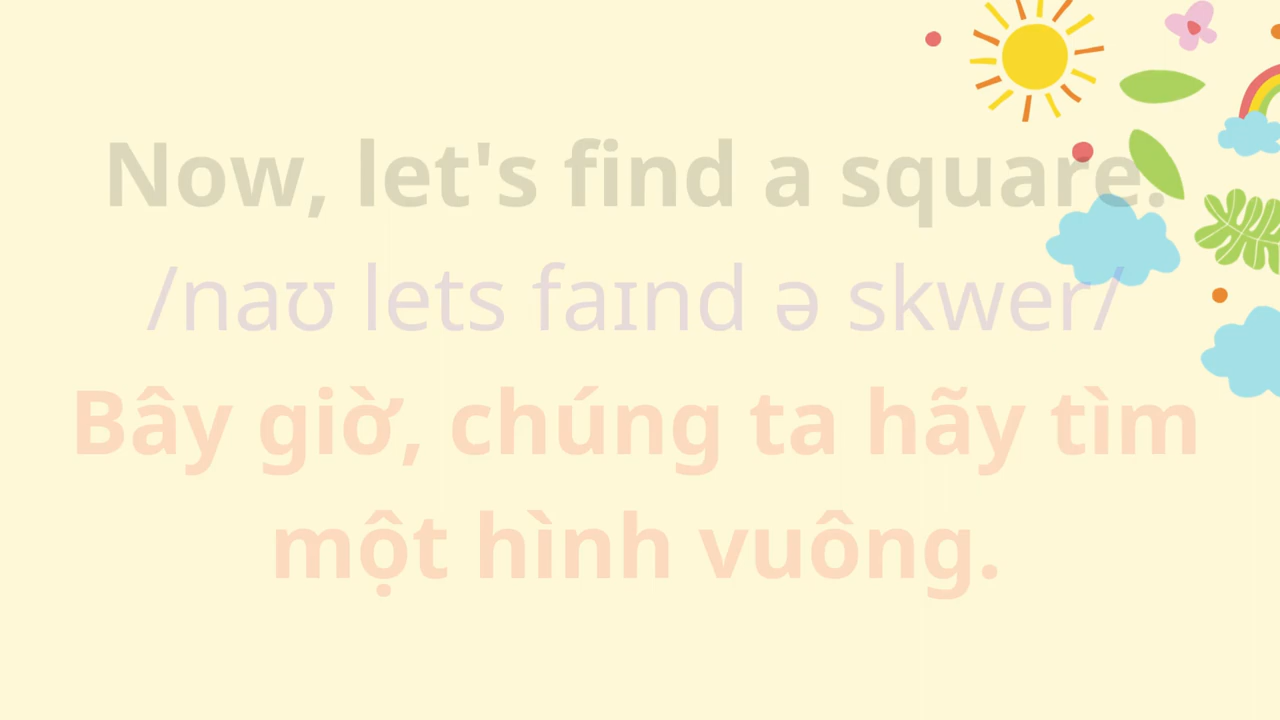 Now, let's find a square.
/naʊ lets faɪnd ə skwer/
Bây giờ, chúng ta hãy tìm
một hình vuông.